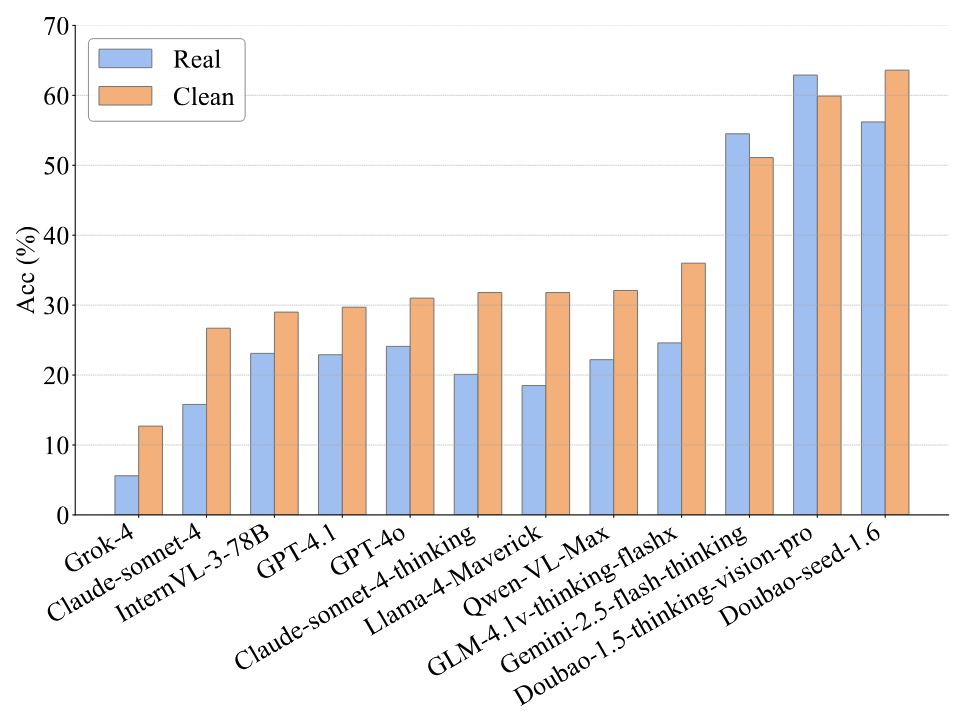 70
60
50
40
30
20
10
0
Acc (%)
Real
Clean
Grok-4
Claude-sonnet-4
InternVL-3-78B
GPT-4.1
GPT-4o
Claude-sonnet-4-thinking
Llama-4-Maverick
Qwen-VL-Max
GLM-4.1v-thinking-flashx
Gemini-2.5-flash-thinking
Doubao-1.5-thinking-vision-pro
Doubao-seed-1.6